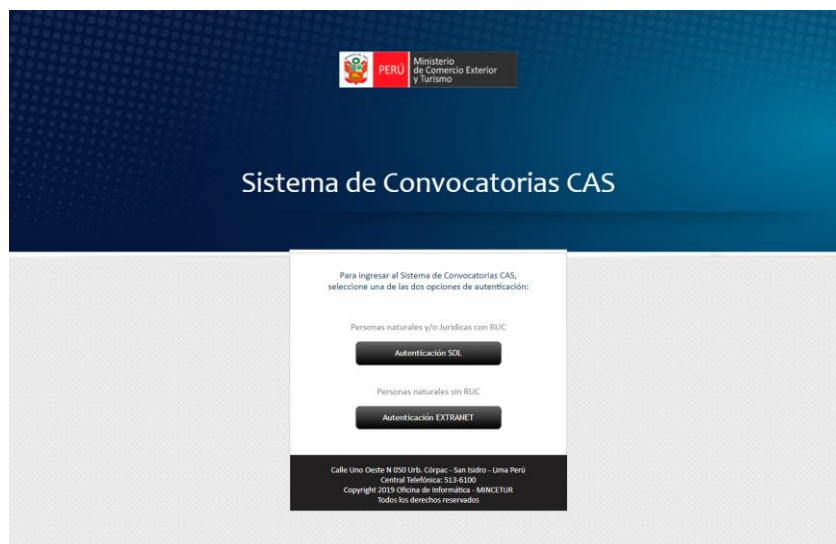 PERÚ
Ministerio
de Comercio Exterior
y Turismo
Sistema de Convocatorias CAS
Para ingresar al Sistema de Convocatorias CAS,
seleccione una de las dos opciones de autenticación:
Personas naturales y/o Jurídicas con RUC
Autenticación SOL
Personas naturales sin RUC
Autenticación EXTRANET
Calle Uno Oeste N 050 Urb. Córpac - San Isidro - Lima Perú
Central Telefónica: 513-6100
Copyright 2019 Oficina de Informática - MINCETUR
Todos los derechos reservados